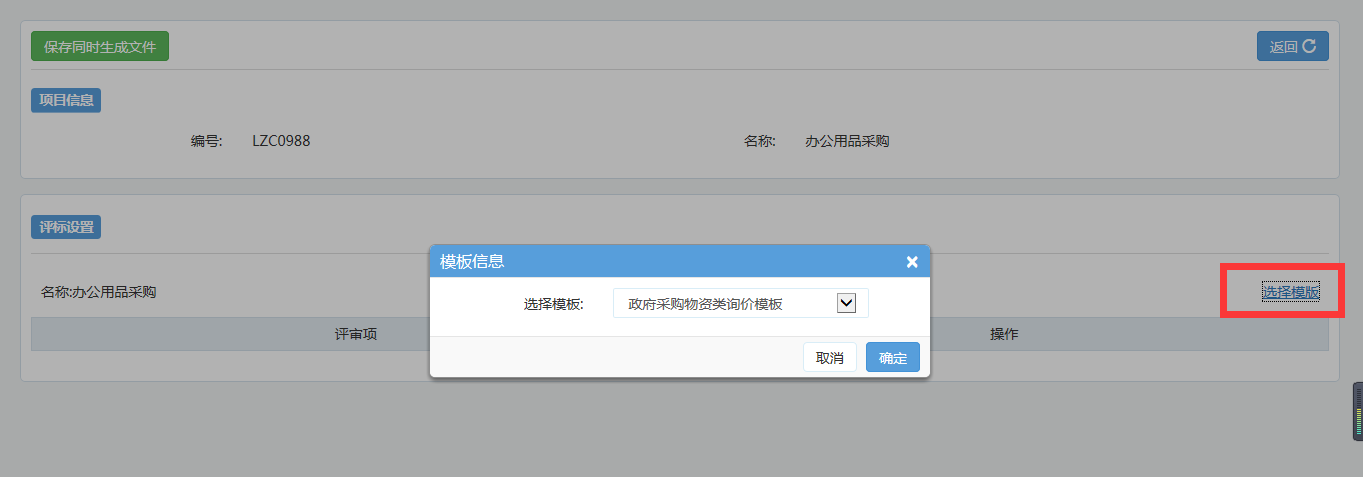 保存同时生成文件
返回
项目信息
编号: LZC0988 名称: 办公用品采购
评标设置
模板信息
名称:办公用品采购
选择模版
选择模板: 政府采购物资类询价模板
评审项 操作
取消 确定